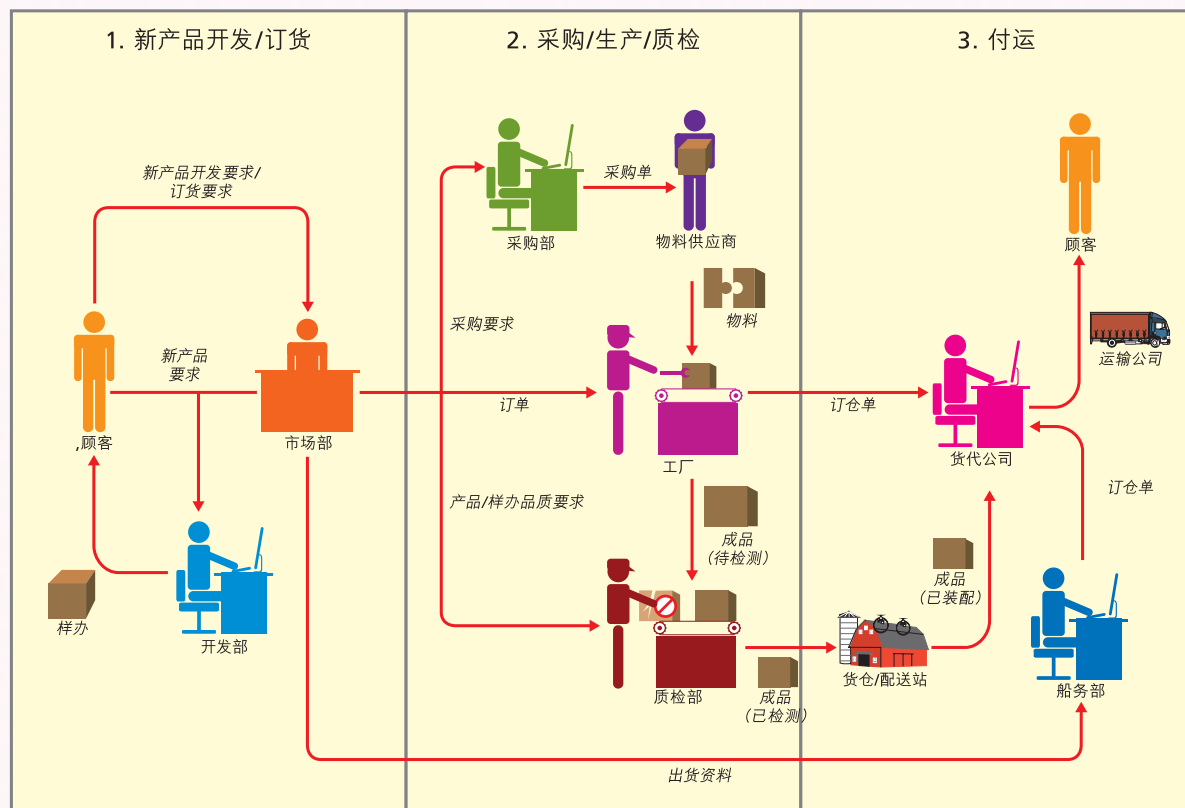 1. 新产品开发/订货
新产品开发要求/
订货要求
新产品
要求
,顾客
市场部
样办
开发部
2. 采购/生产/质检
采购单
采购部
物料供应商
物料
采购要求
订单
工厂
产品/样办品质要求
成品
（待检测）
质检部
成品
（已检测）
出货资料
3. 付运
顾客
运输公司
订仓单
货代公司
订仓单
成品
（已装配）
货仓/配送站
船务部